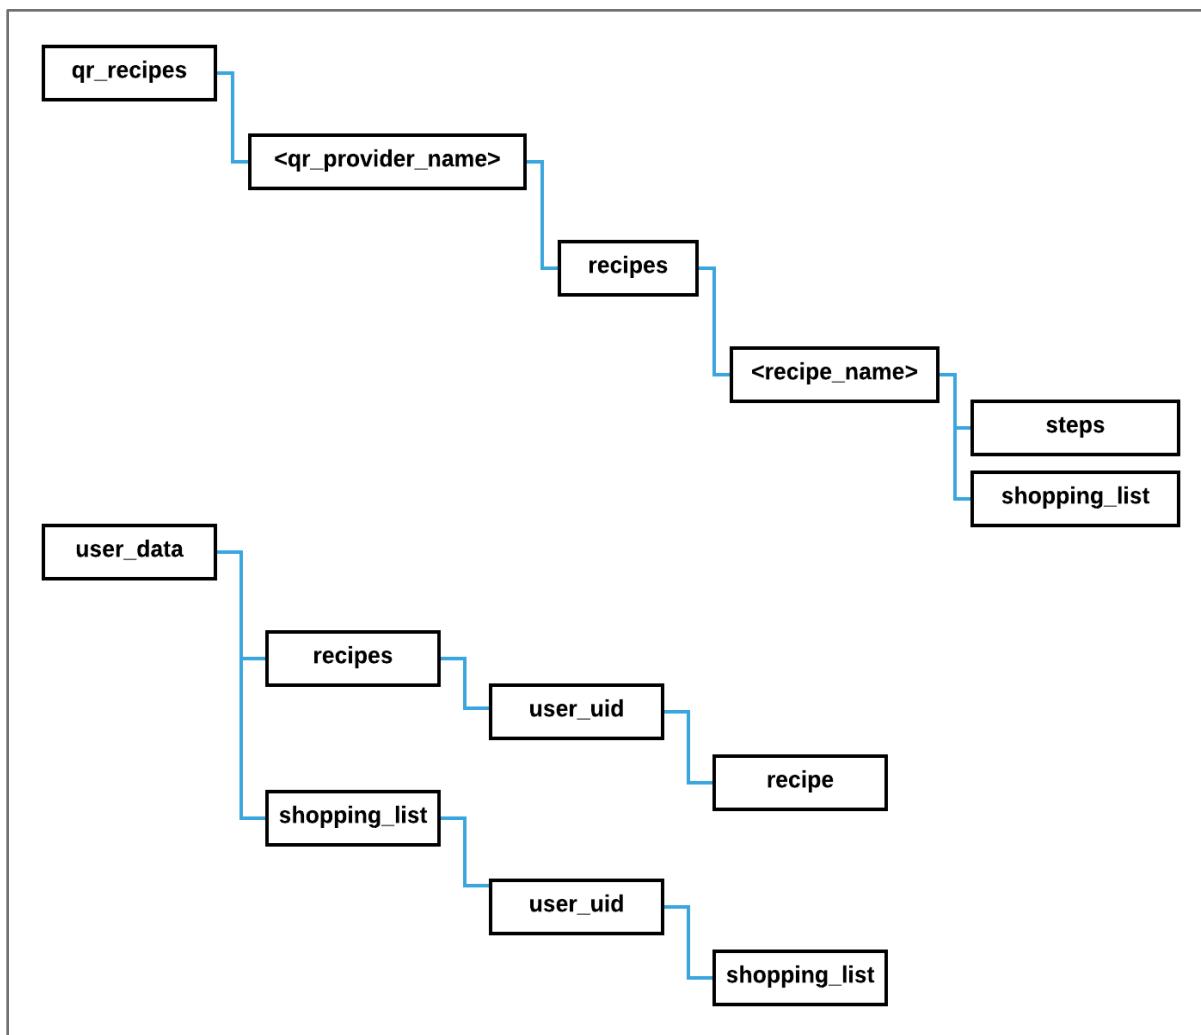 qr_recipes
<qr_provider_name>
recipes
<recipe_name>
steps
shopping_list
user_data
recipes
user_uid
recipe
shopping_list
user_uid
shopping_list